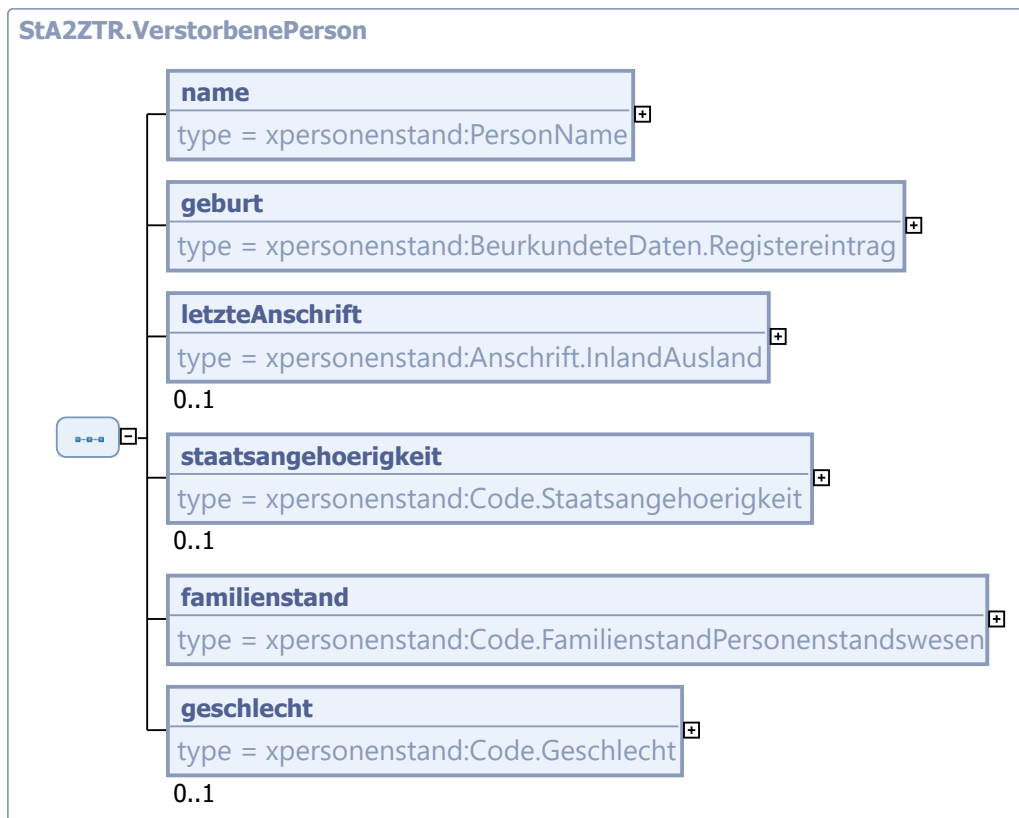 StA2ZTR.VerstorbenePerson
name
type = xpersonenstand:PersonName
geburt
type = xpersonenstand:BeurkundeteDaten.Registereintrag
letzteAnschrift
type = xpersonenstand:Anschrift.InlandAusland
0..1
staatsangehoerigkeit
type = xpersonenstand:Code.Staatsangehoerigkeit
0..1
familienstand
type = xpersonenstand:Code.FamilienstandPersonenstandswesen
geschlecht
type = xpersonenstand:Code.Geschlecht
0..1